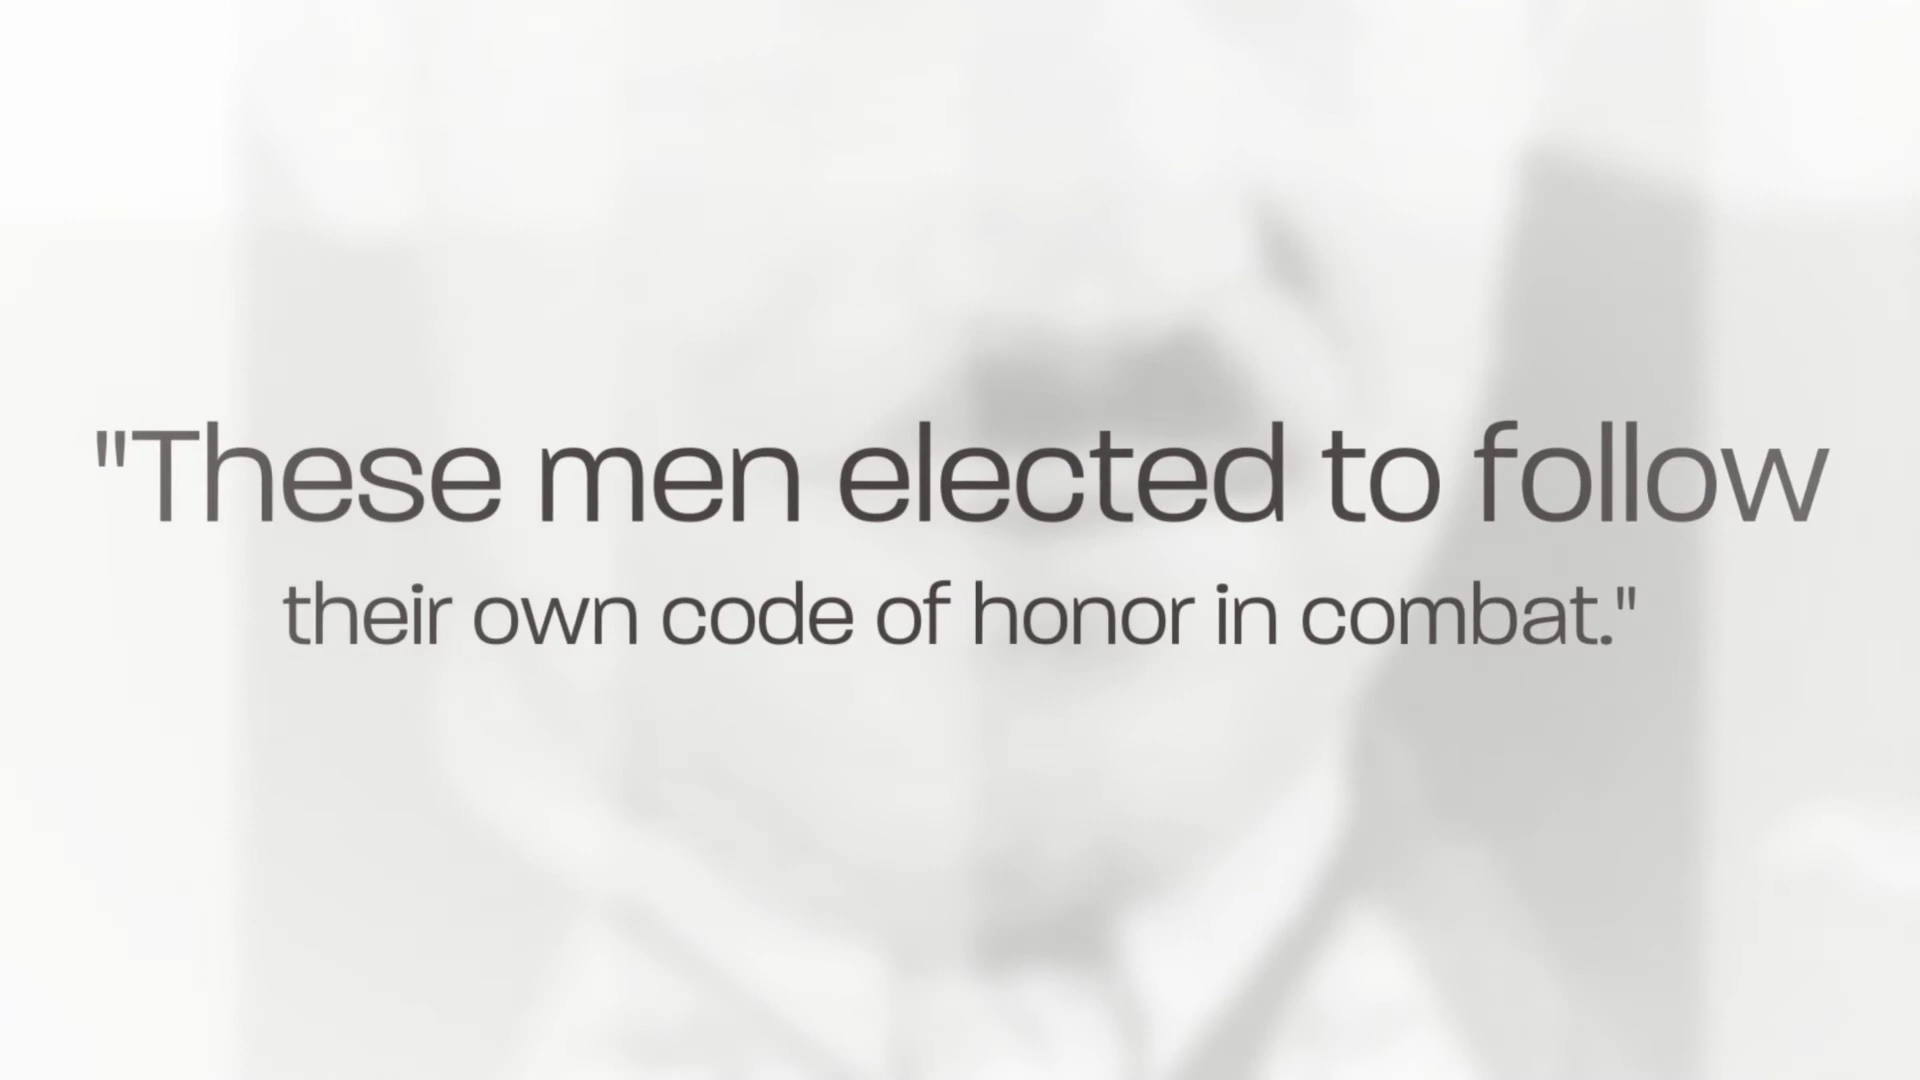 "These men elected to follow
their own code of honor in combat."